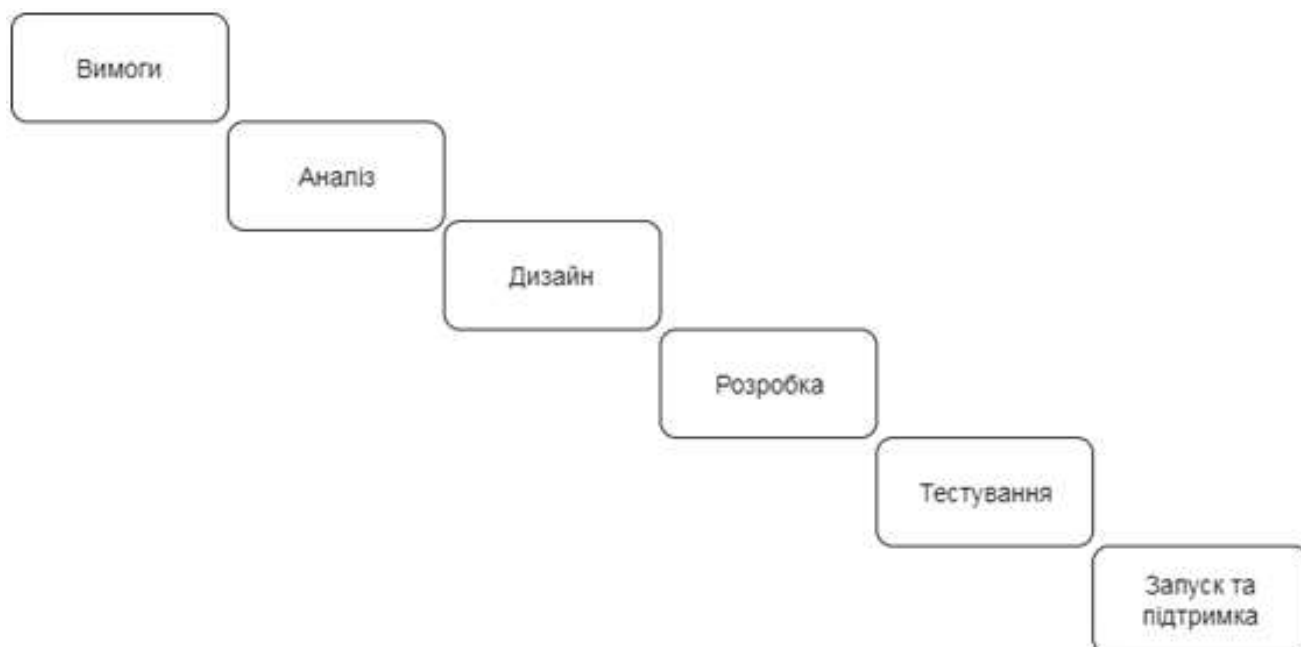 Вимоги
Аналіз
Дизайн
Розробка
Тестування
Запуск та
підтримка